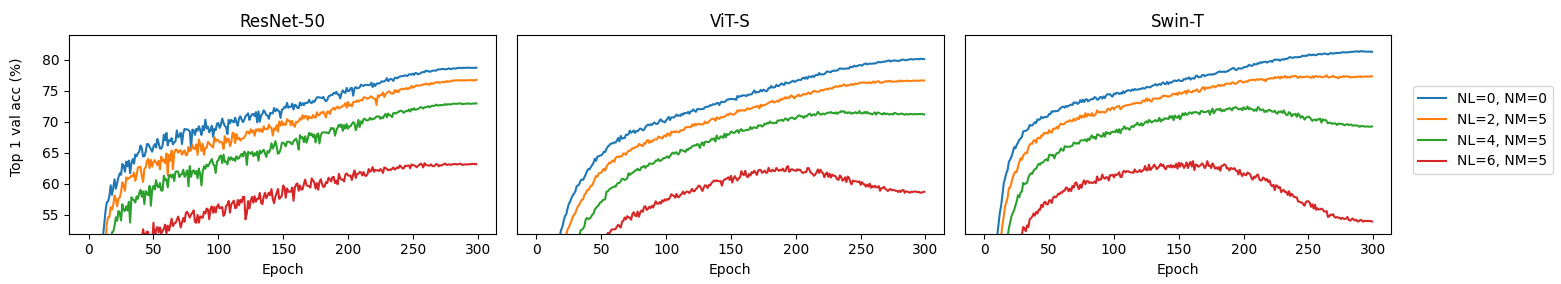 ResNet-50
ViT-S
Swin-T
Top 1 val acc (%)
80
75
70
65
60
55
0 50 100 150 200 250 300
0 50 100 150 200 250 300
0 50 100 150 200 250 300
Epoch
Epoch
Epoch
NL=0, NM=0
NL=2, NM=5
NL=4, NM=5
NL=6, NM=5